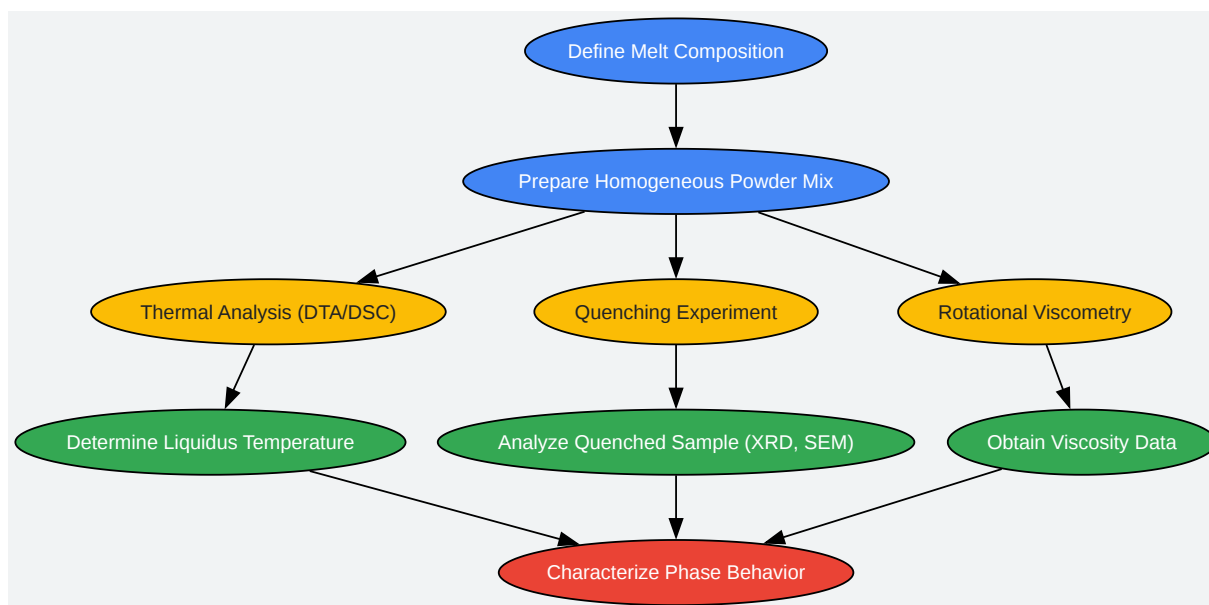 Define Melt Composition
Prepare Homogeneous Powder Mix
Thermal Analysis (DTA/DSC)
Quenching Experiment
Rotational Viscometry
Determine Liquidus Temperature
Analyze Quenched Sample (XRD, SEM)
Obtain Viscosity Data
Characterize Phase Behavior